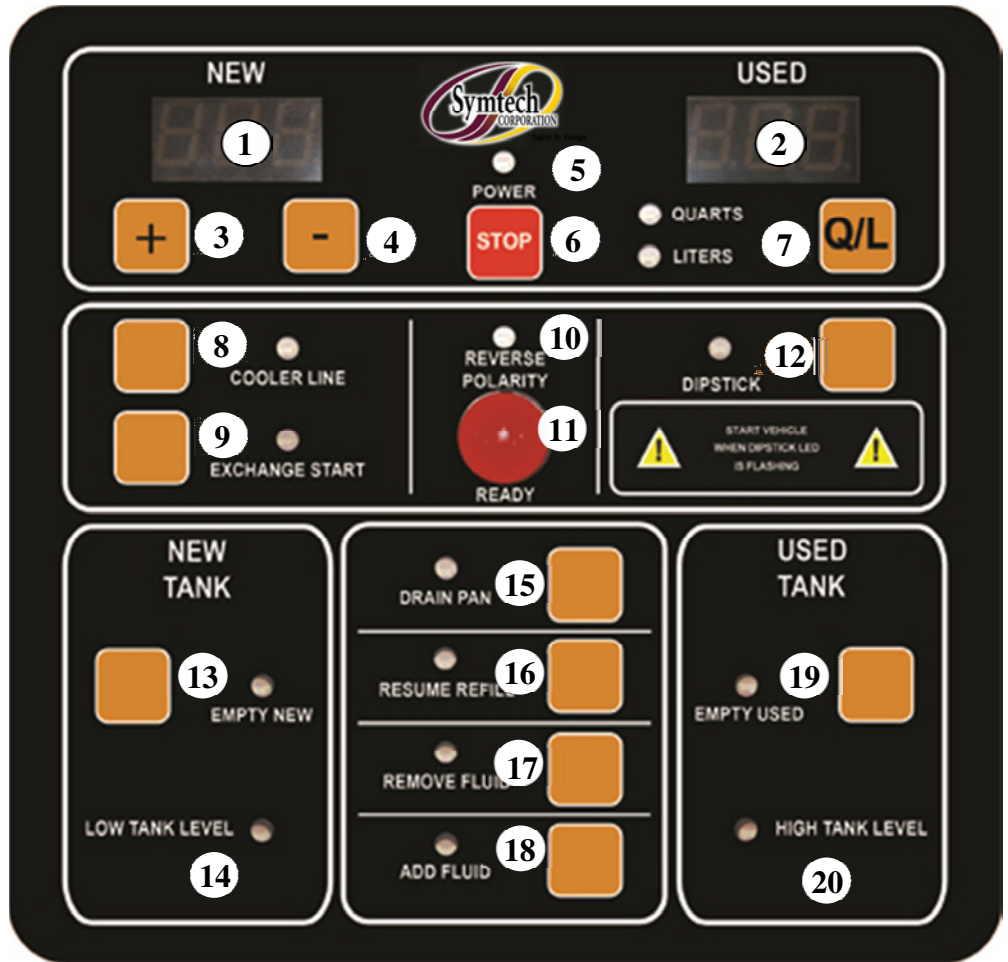 NEW
USED
Symtech
CORPORATION
1
2
5
POWER
+
3
-
4
STOP
6
QUARTS
LITERS
7
Q/L
8
COOLER LINE
10
REVERSE
POLARITY
12
DIPSTICK
9
EXCHANGE START
11
READY
START VEHICLE
WHEN DIPSTICK LED
IS FLASHING
!
!
NEW
TANK
13
EMPTY NEW
LOW TANK LEVEL
14
DRAIN PAN
15
RESUME REFILL
16
REMOVE FLUID
17
ADD FLUID
18
USED
TANK
19
EMPTY USED
HIGH TANK LEVEL
20